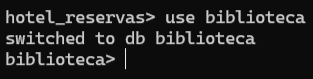 hotel_reservas> use biblioteca
switched to db biblioteca
biblioteca>